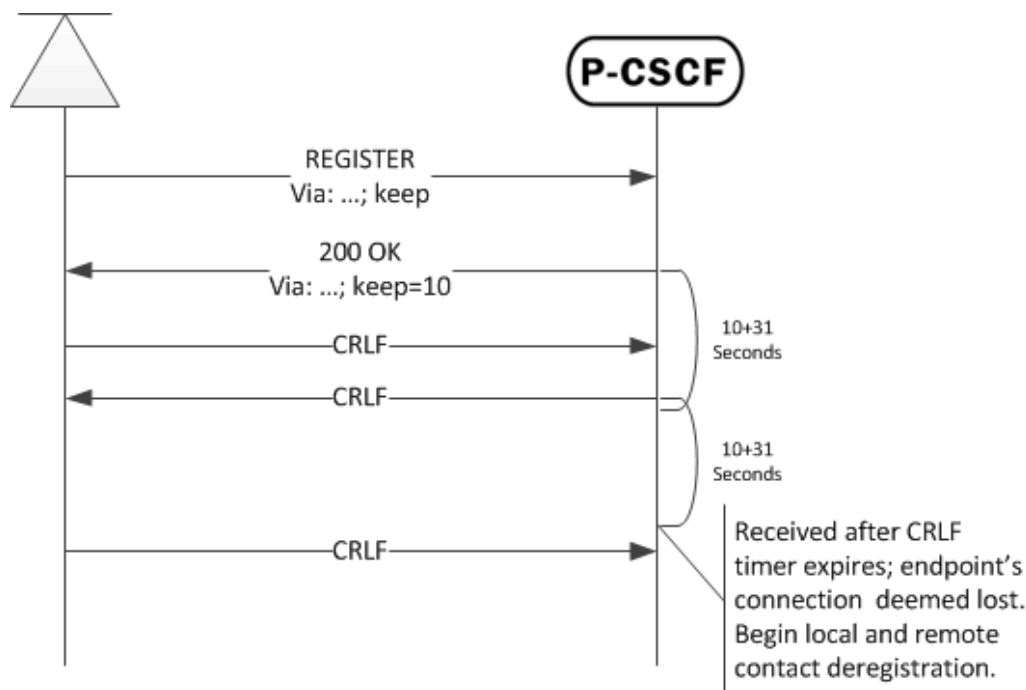 P-CSCF
REGISTER
Via: ...; keep
200 OK
Via: ...; keep=10
10+31
Seconds
CRLF
CRLF
10+31
Seconds
CRLF
Received after CRLF
timer expires; endpoint’s
connection deemed lost.
Begin local and remote
contact deregistration.